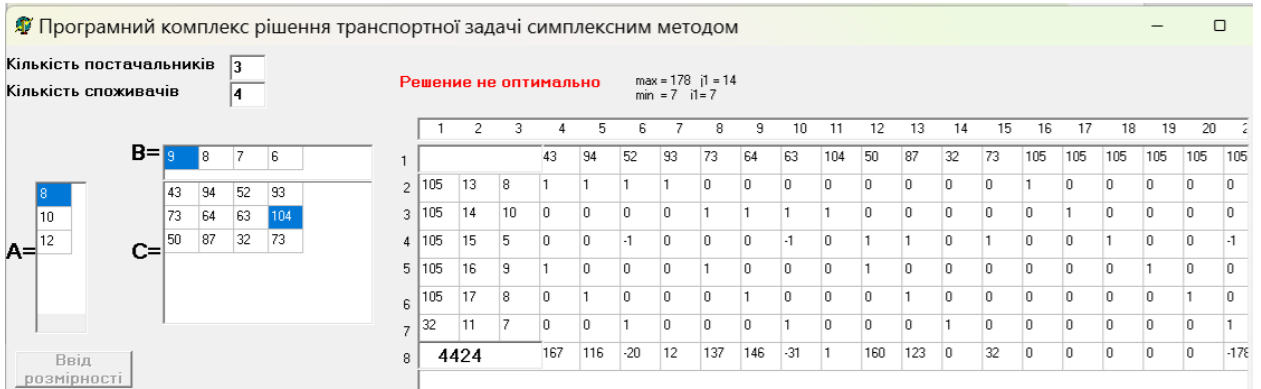 Програмний комплекс рішення транспортної задачі симплексним методом
Кількість постачальників 3
Кількість споживачів 4
Решение не оптимально
max = 178 j1 = 14
min = 7 i1= 7
B= 9 8 7 6
A= 8 10 12
C=
43 94 52 93
73 64 63 104
50 87 32 73
Ввід
розмірності
1 2 3 4 5 6 7 8 9 10 11 12 13 14 15 16 17 18 19 20
1 43 94 52 93 73 64 63 104 50 87 32 73 105 105 105 105 105 105
2 105 13 8 1 1 1 1 0 0 0 0 0 0 0 0 1 0 0 0 0 0
3 105 14 10 0 0 0 0 1 1 1 1 0 0 0 0 0 1 0 0 0 0
4 105 15 5 0 0 -1 0 0 0 -1 0 1 1 0 1 0 0 1 0 0 -1
5 105 16 9 1 0 0 0 1 0 0 0 1 0 0 0 0 0 0 1 0 0
6 105 17 8 0 1 0 0 0 1 0 0 0 1 0 0 0 0 0 0 1 0
7 32 11 7 0 0 1 0 0 0 1 0 0 0 1 0 0 0 0 0 0 1
8 4424 167 116 -20 12 137 146 -31 1 160 123 0 32 0 0 0 0 0 -178